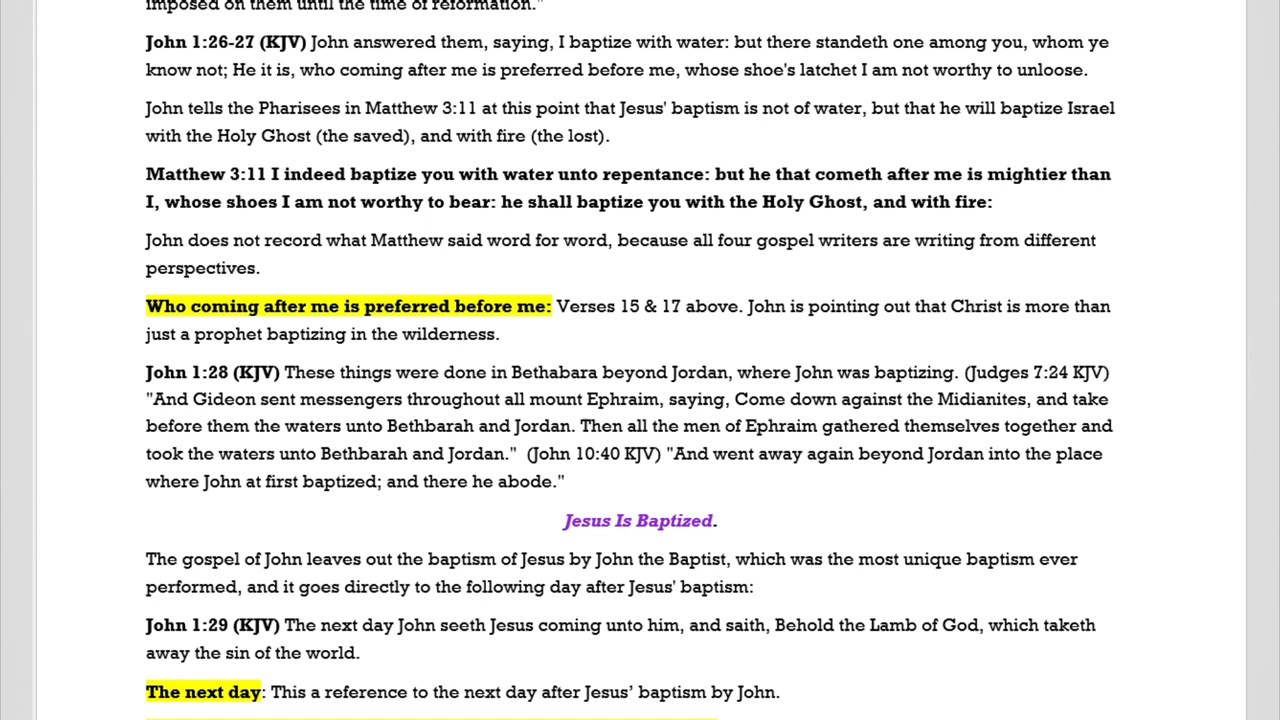 imposed on them until the time of reformation."
John 1:26-27 (KJV) John answered them, saying, I baptize with water: but there standeth one among you, whom ye
know not; He it is, who coming after me is preferred before me, whose shoe's latchet I am not worthy to unloose.
John tells the Pharisees in Matthew 3:11 at this point that Jesus' baptism is not of water, but that he will baptize Israel
with the Holy Ghost (the saved), and with fire (the lost).
Matthew 3:11 I indeed baptize you with water unto repentance: but he that cometh after me is mightier than
I, whose shoes I am not worthy to bear: he shall baptize you with the Holy Ghost, and with fire:
John does not record what Matthew said word for word, because all four gospel writers are writing from different
perspectives.
Who coming after me is preferred before me: Verses 15 & 17 above. John is pointing out that Christ is more than
just a prophet baptizing in the wilderness.
John 1:28 (KJV) These things were done in Bethabara beyond Jordan, where John was baptizing. (Judges 7:24 KJV)
"And Gideon sent messengers throughout all mount Ephraim, saying, Come down against the Midianites, and take
before them the waters unto Bethbarah and Jordan. Then all the men of Ephraim gathered themselves together and
took the waters unto Bethbarah and Jordan."  (John 10:40 KJV) "And went away again beyond Jordan into the place
where John at first baptized; and there he abode."
Jesus Is Baptized.
The gospel of John leaves out the baptism of Jesus by John the Baptist, which was the most unique baptism ever
performed, and it goes directly to the following day after Jesus' baptism:
John 1:29 (KJV) The next day John seeth Jesus coming unto him, and saith, Behold the Lamb of God, which taketh
away the sin of the world.
The next day: This a reference to the next day after Jesus’ baptism by John.